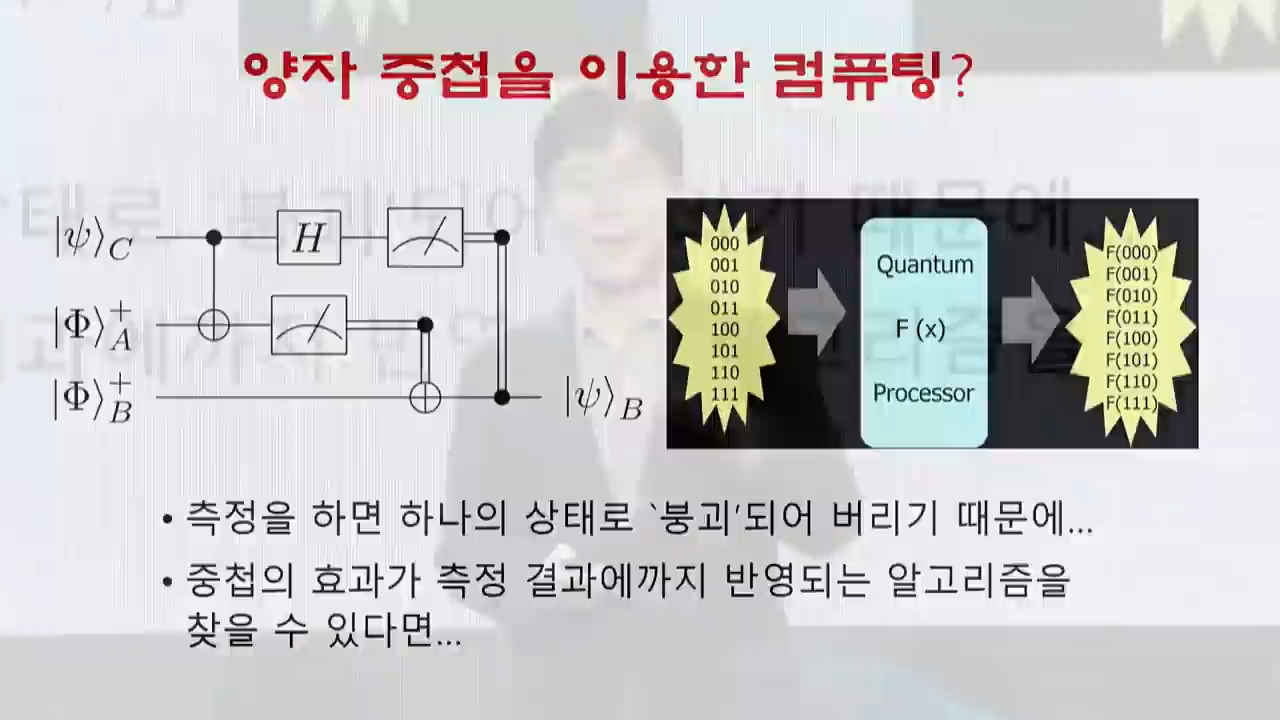 양자 중첩을 이용한 컴퓨팅?
|ψ⟩C
H
|Φ⟩A+
|Φ⟩B+
|ψ⟩B
000
001
010
011
100
101
110
111
Quantum
F (x)
Processor
F(000)
F(001)
F(010)
F(011)
F(100)
F(101)
F(110)
F(111)
• 측정을 하면 하나의 상태로 `붕괴'되어 버리기 때문에...
• 중첩의 효과가 측정 결과에까지 반영되는 알고리즘을
찾을 수 있다면...